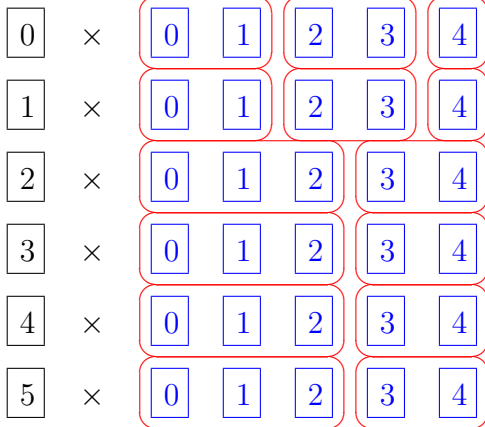 0 × 0 1 2 3 4
1 × 0 1 2 3 4
2 × 0 1 2 3 4
3 × 0 1 2 3 4
4 × 0 1 2 3 4
5 × 0 1 2 3 4